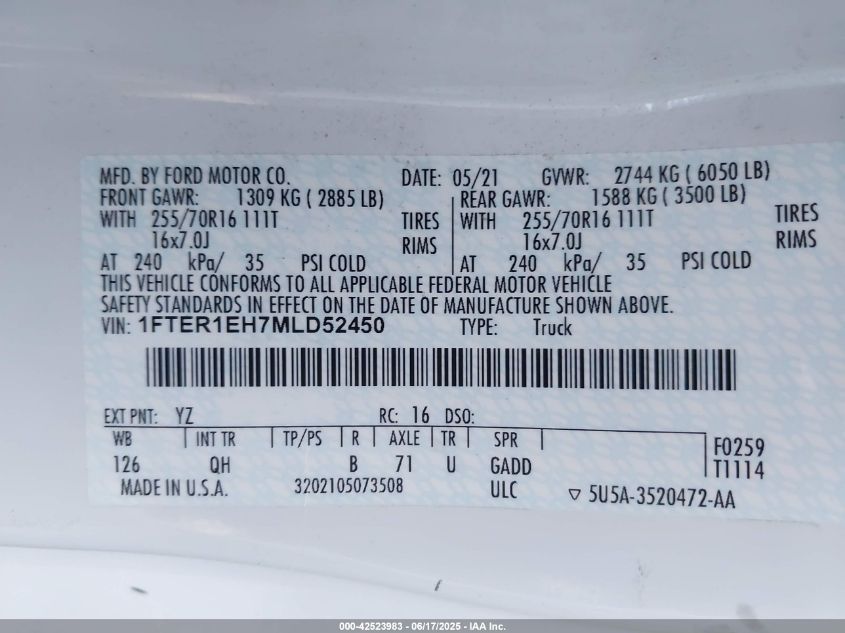 MFD. BY FORD MOTOR CO. DATE: 05/21 GVWR: 2744 KG ( 6050 LB)
FRONT GAWR: 1309 KG ( 2885 LB) REAR GAWR: 1588 KG ( 3500 LB)
WITH 255/70R16 111T TIRES WITH 255/70R16 111T TIRES
16x7.0J RIMS 16x7.0J RIMS
AT 240 kPa/ 35 PSI COLD AT 240 kPa/ 35 PSI COLD
THIS VEHICLE CONFORMS TO ALL APPLICABLE FEDERAL MOTOR VEHICLE
SAFETY STANDARDS IN EFFECT ON THE DATE OF MANUFACTURE SHOWN ABOVE.
VIN: 1FTER1EH7MLD52450 TYPE: Truck
EXT PNT: YZ RC: 16 DSO:
WB INT TR TP/PS R AXLE TR SPR F0259
126 QH B 71 U GADD T1114
MADE IN U.S.A. 3202105073508 ULC ▽ 5U5A-3520472-AA
000-42523983 - 06/17/2025 - IAA Inc.